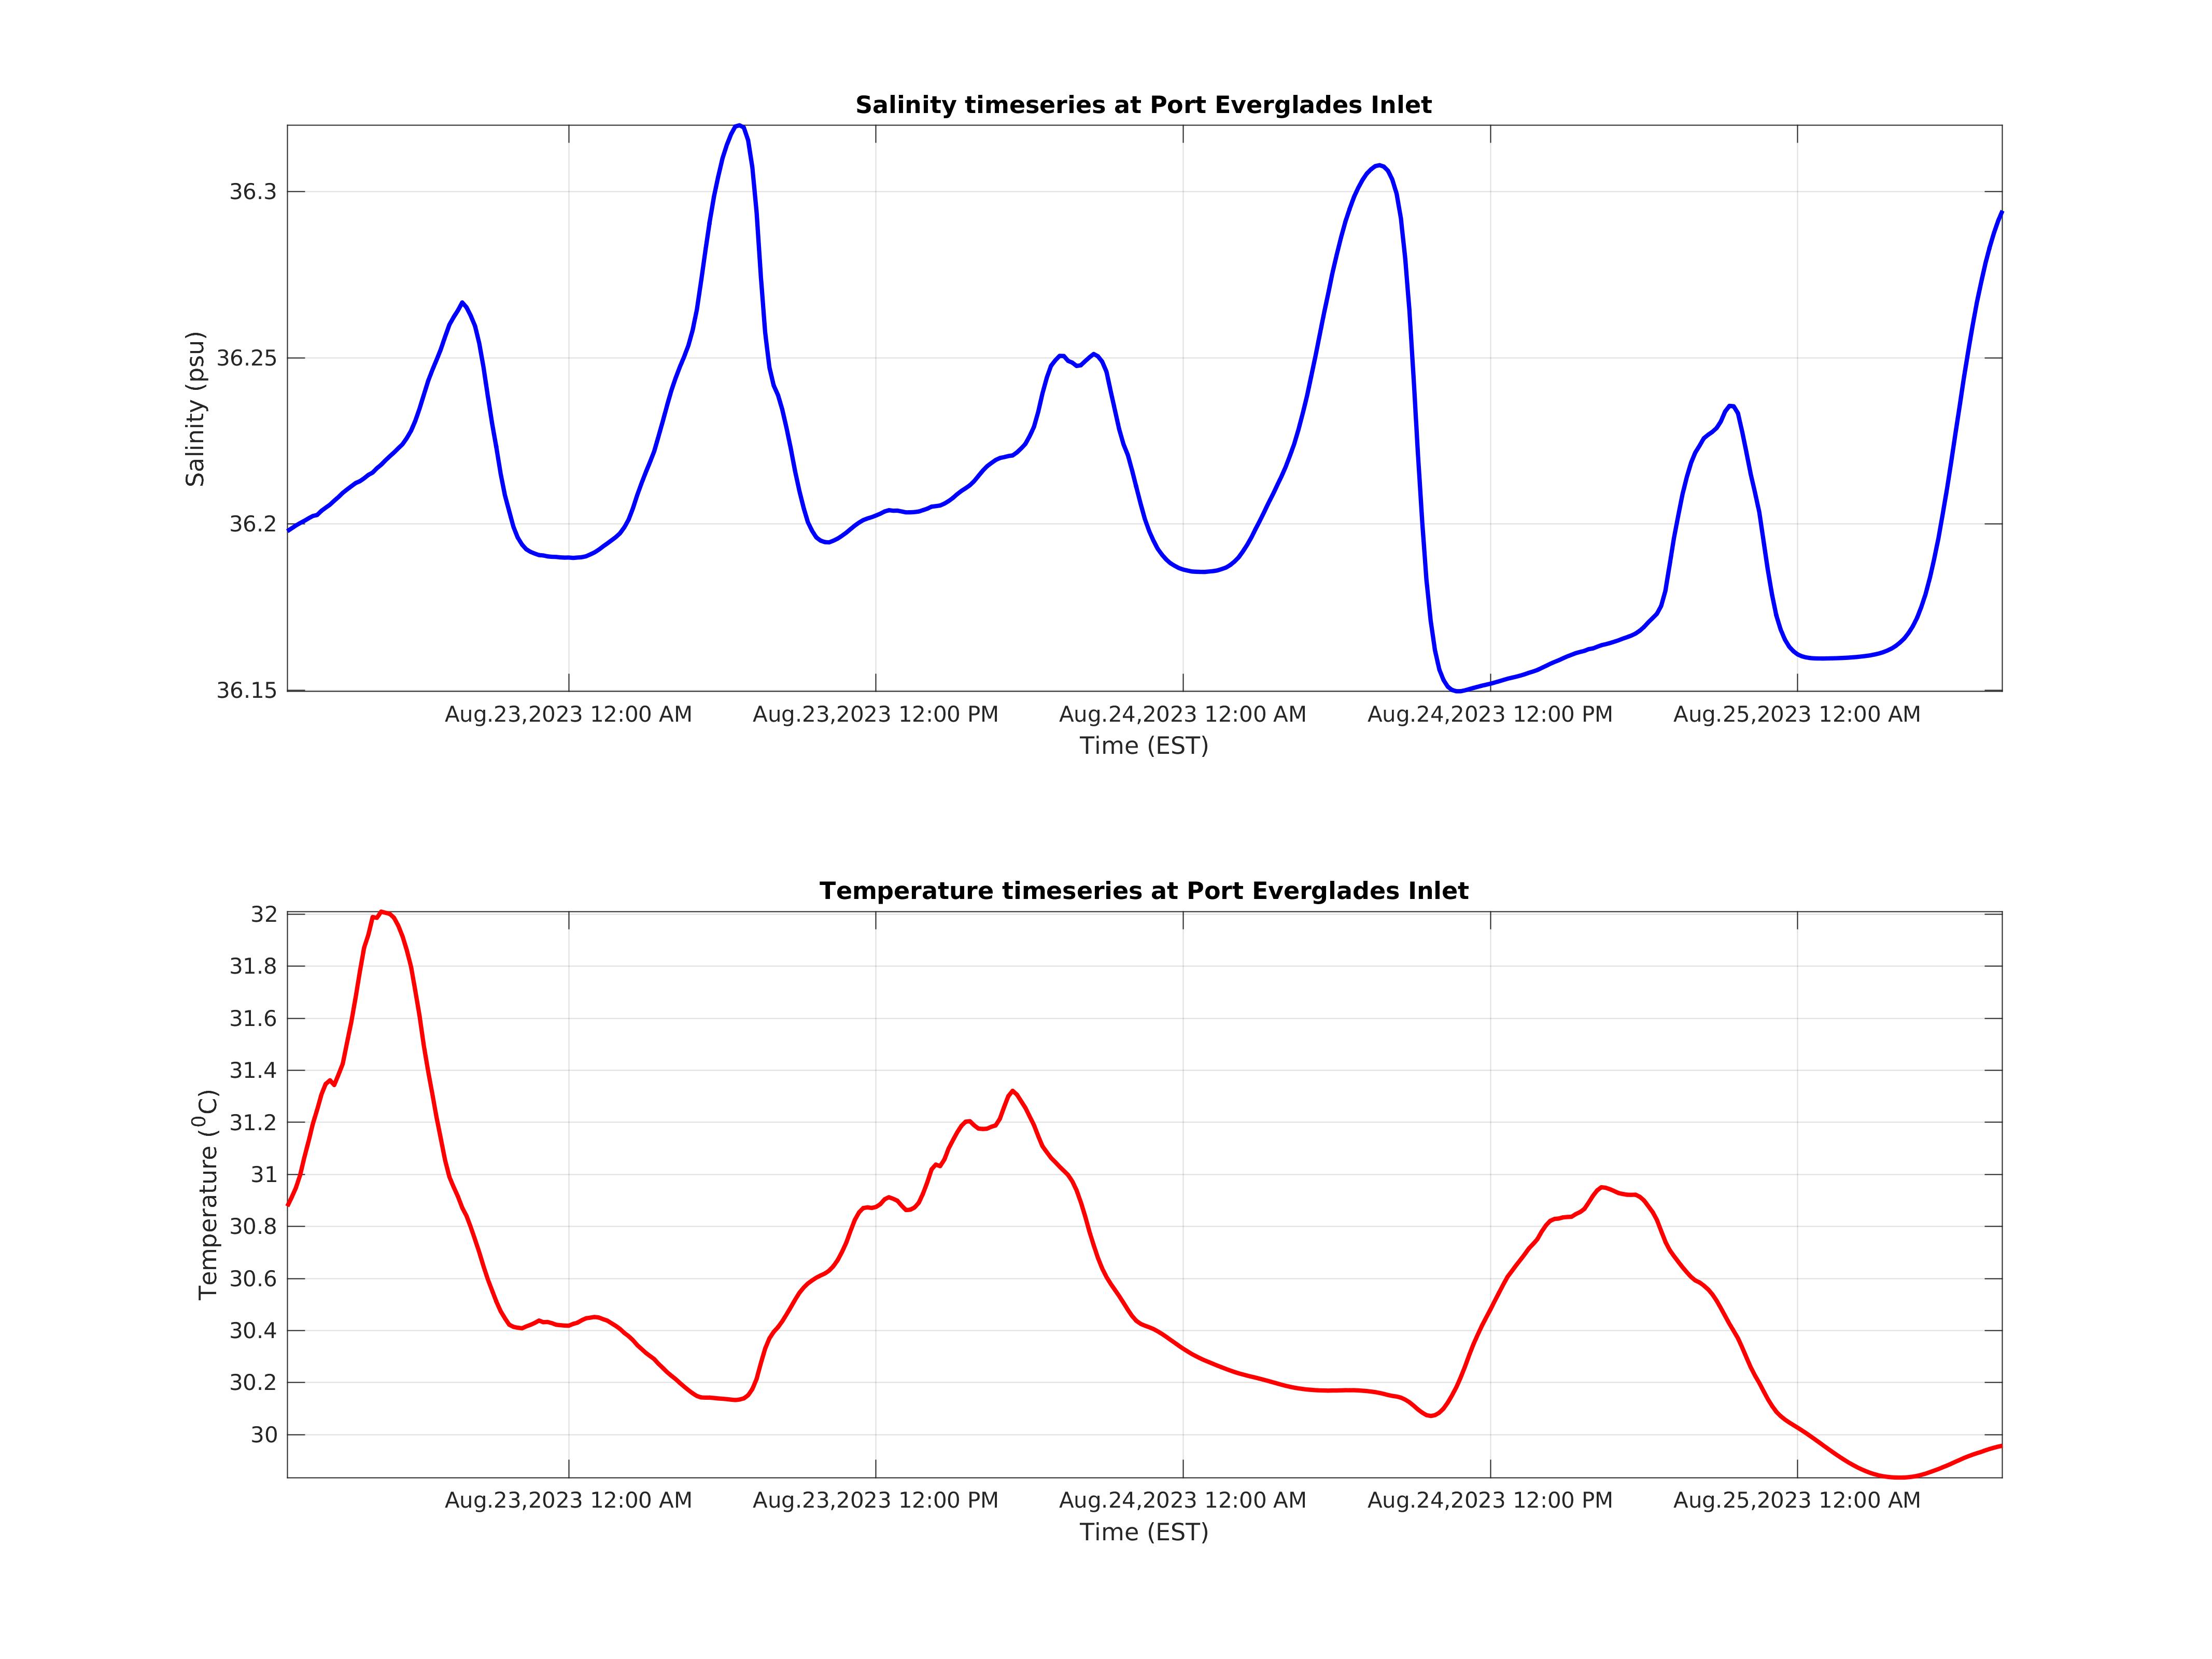 Salinity timeseries at Port Everglades Inlet
36.3
36.25
36.2
36.15
Salinity (psu)
Aug.23,2023 12:00 AM Aug.23,2023 12:00 PM Aug.24,2023 12:00 AM Aug.24,2023 12:00 PM Aug.25,2023 12:00 AM
Time (EST)
Temperature timeseries at Port Everglades Inlet
32
31.8
31.6
31.4
31.2
31
30.8
30.6
30.4
30.2
30
Temperature (⁰C)
Aug.23,2023 12:00 AM Aug.23,2023 12:00 PM Aug.24,2023 12:00 AM Aug.24,2023 12:00 PM Aug.25,2023 12:00 AM
Time (EST)